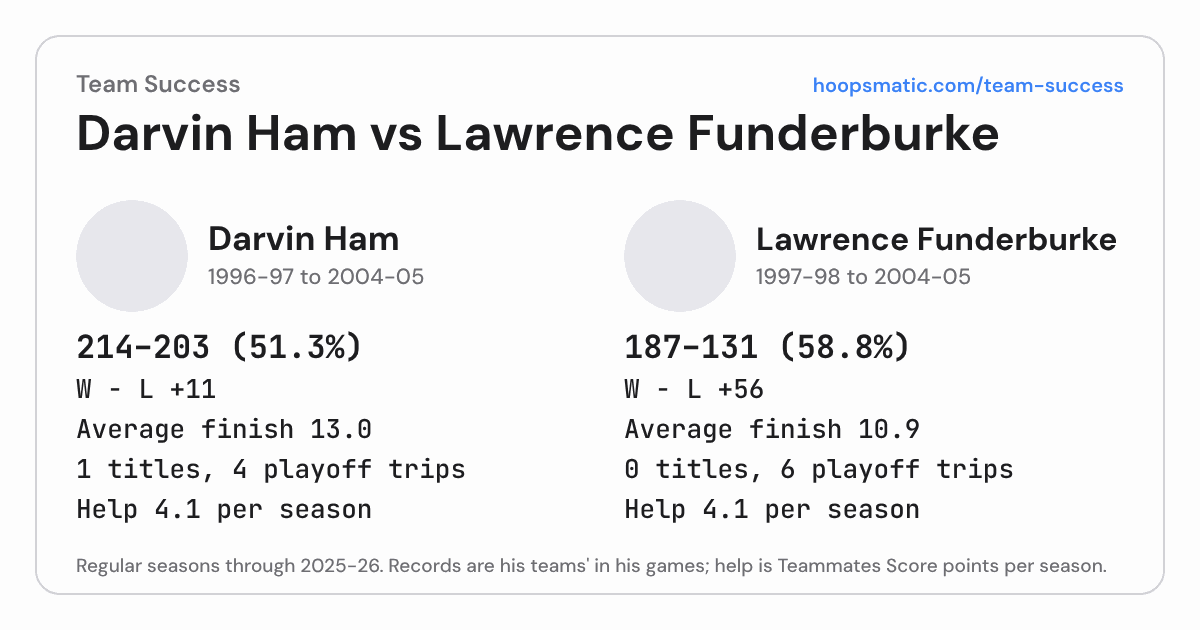 Team Success
hoopsmatic.com/team-success
Darvin Ham vs Lawrence Funderburke
Darvin Ham
1996-97 to 2004-05
214-203 (51.3%)
W - L +11
Average finish 13.0
1 titles, 4 playoff trips
Help 4.1 per season
Lawrence Funderburke
1997-98 to 2004-05
187-131 (58.8%)
W - L +56
Average finish 10.9
0 titles, 6 playoff trips
Help 4.1 per season
Regular seasons through 2025-26. Records are his teams' in his games; help is Teammates Score points per season.